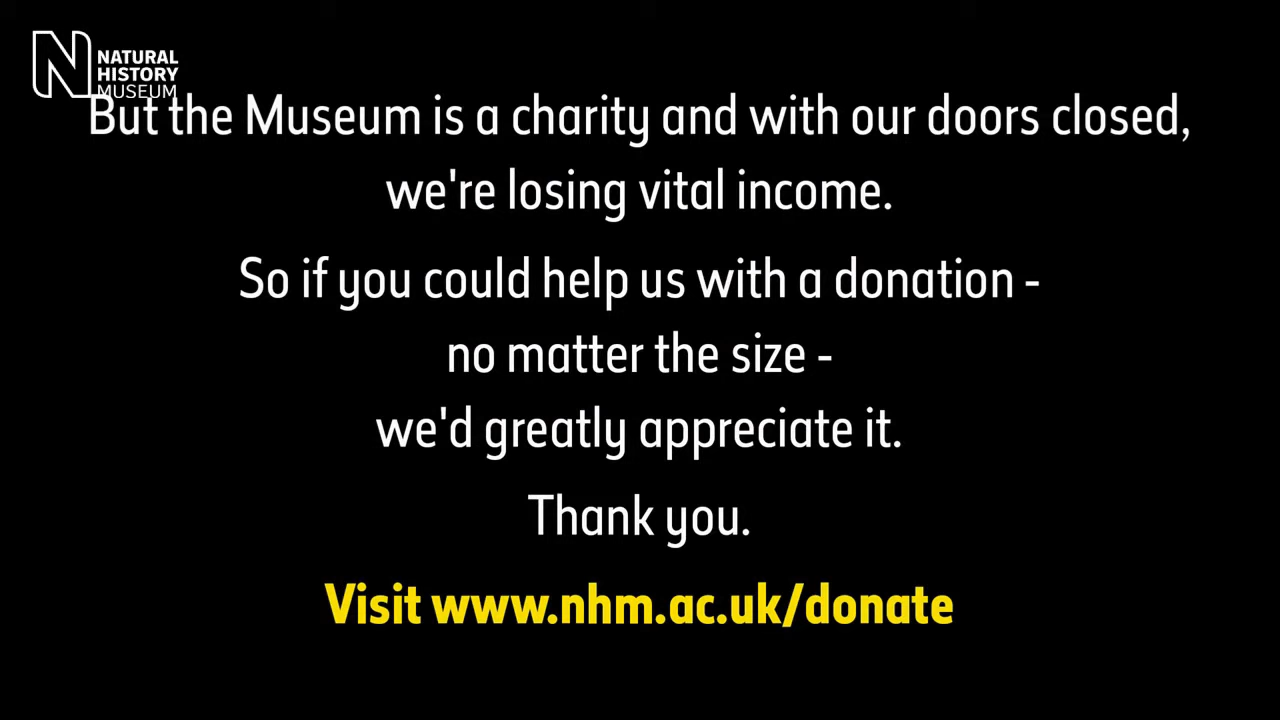 NATURAL
HISTORY
MUSEUM
But the Museum is a charity and with our doors closed,
we're losing vital income.
So if you could help us with a donation -
no matter the size -
we'd greatly appreciate it.
Thank you.
Visit www.nhm.ac.uk/donate